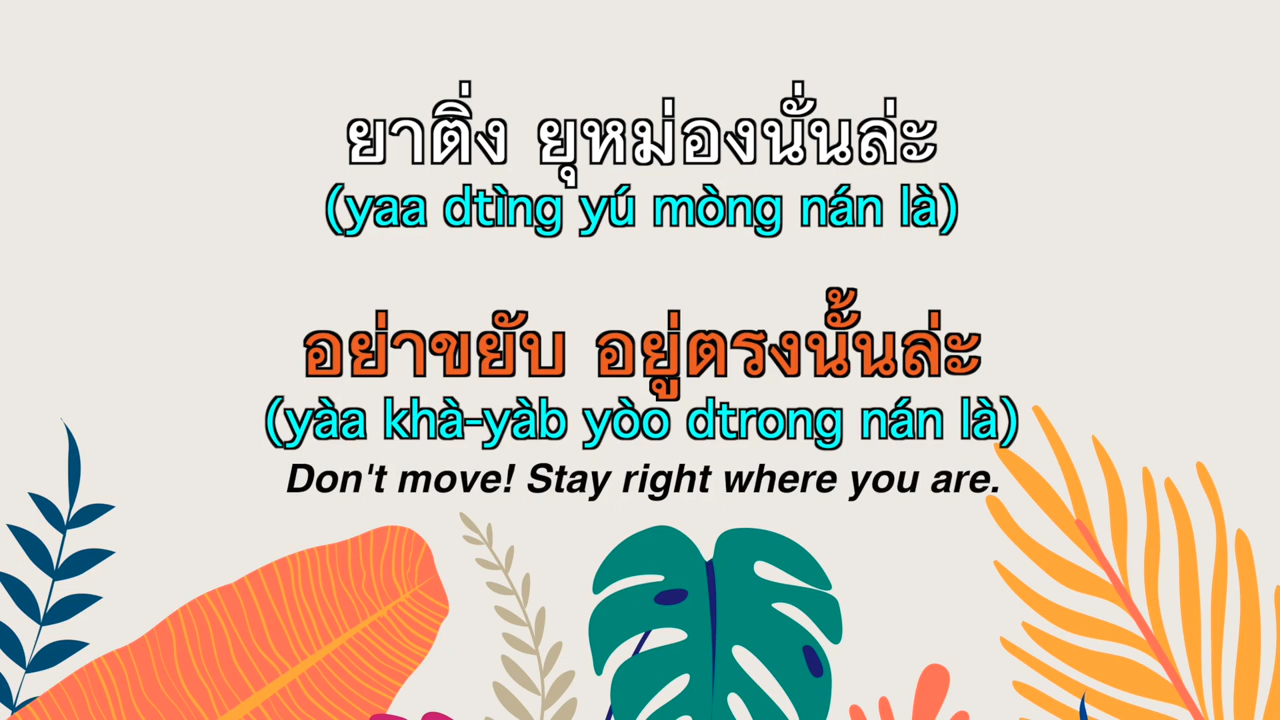 ยาติ่ง ยุหม่องนั่นล่ะ
(yaa dtìng yú mòng nán là)
อย่าขยับ อยู่ตรงนั้นล่ะ
(yàa khà-yàb yòo dtrong nán là)
Don't move! Stay right where you are.